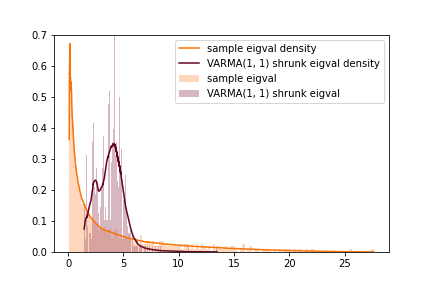 0.7
0.6
0.5
0.4
0.3
0.2
0.1
0.0
0 5 10 15 20 25
sample eigval density
VARMA(1, 1) shrunk eigval density
sample eigval
VARMA(1, 1) shrunk eigval